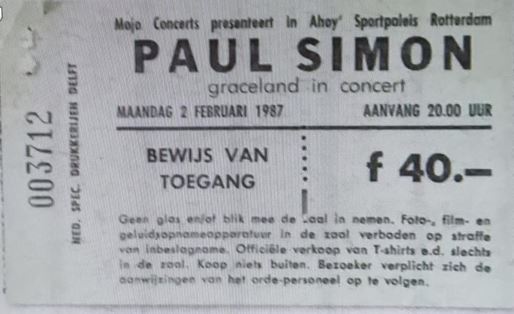 Mojo Concerts presenteert in Ahoy' Sportpaleis Rotterdam
PAUL SIMON
graceland in concert
MAANDAG 2 FEBRUARI 1987 AANVANG 20.00 UUR
BEWIJS VAN
TOEGANG
f 40.—
Geen glas en/of blik mee de zaal in nemen. Foto-, film- en
geluidsopnameapparatuur in de zaal verboden op straffe
van inbeslagname. Officiële verkoop van T-shirts e.d. slechts
in de zaal. Koop niets buiten. Bezoeker verplicht zich de
aanwijzingen van het orde-personeel op te volgen.
003712
NED. SPEC. DRUKKERIJEN DELFT